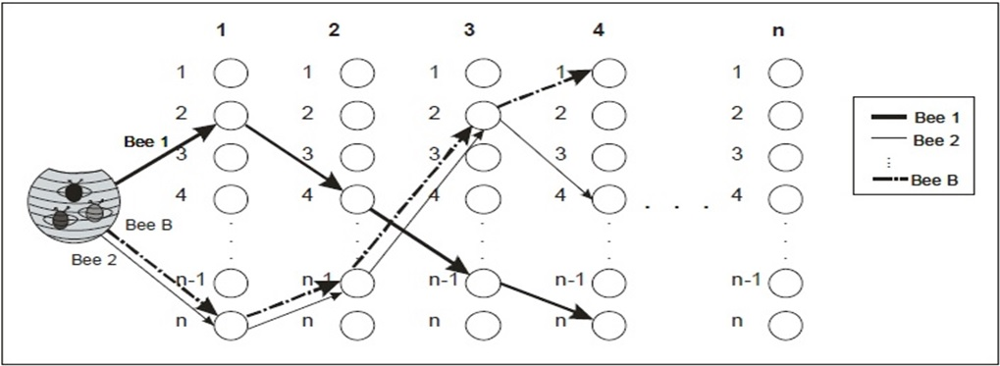 1 2 3 4 n
1 1 1 1 1
2 2 2 2 2
Bee 1
3 3 3 3 3
4 4 4 4 . . . 4
Bee B
Bee 2
n-1 n-1 n-1 n-1 n-1
n n n n n
Bee 1
Bee 2
Bee B